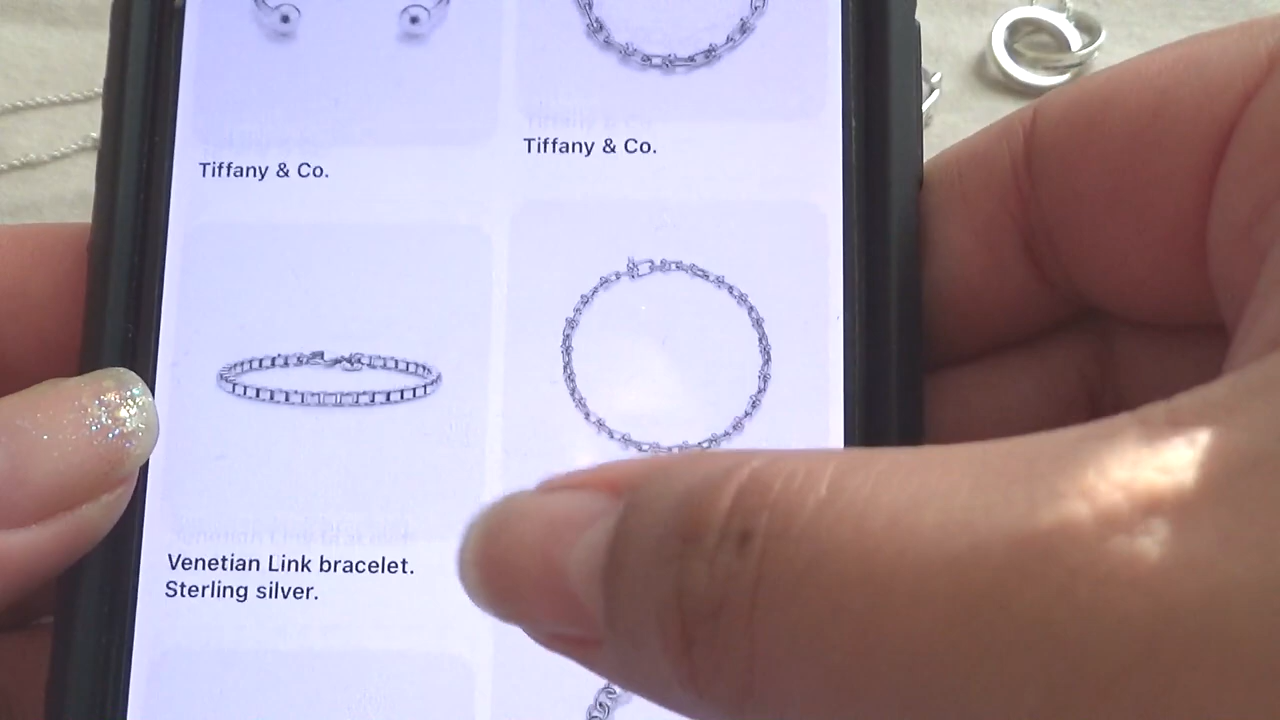 Tiffany & Co.
Tiffany & Co.
Venetian Link bracelet.
Sterling silver.